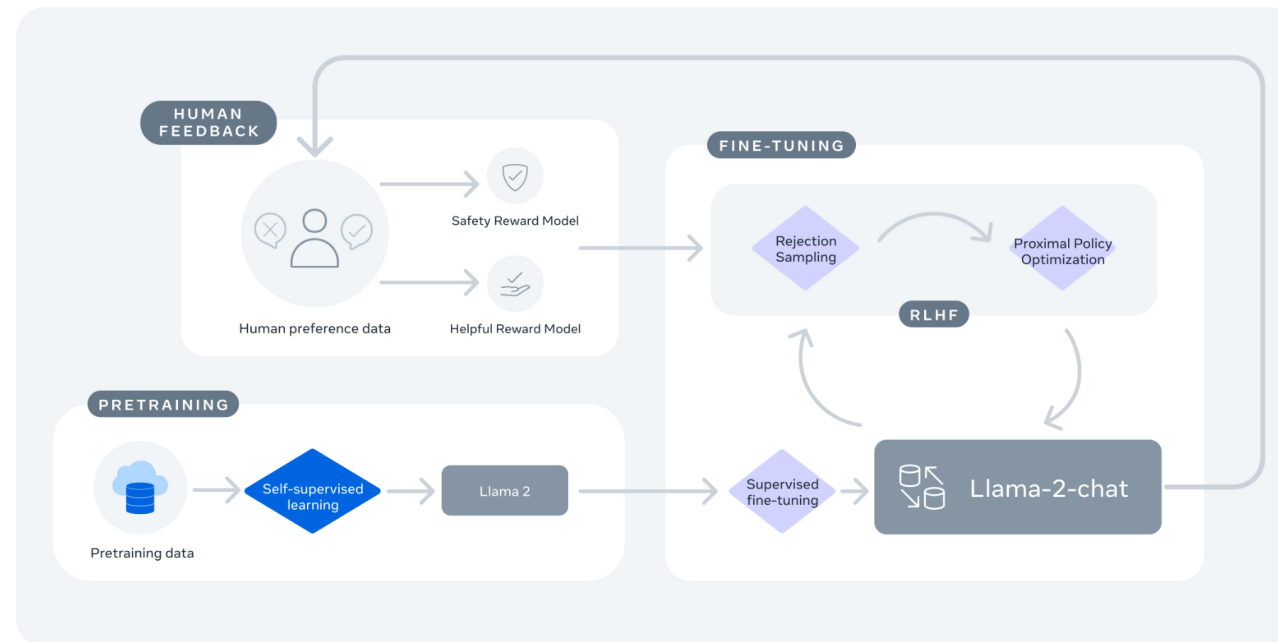 HUMAN
FEEDBACK
Safety Reward Model
Human preference data
Helpful Reward Model
FINE-TUNING
Rejection
Sampling
Proximal Policy
Optimization
RLHF
PRETRAINING
Pretraining data
Self-supervised
learning
Llama 2
Supervised
fine-tuning
Llama-2-chat